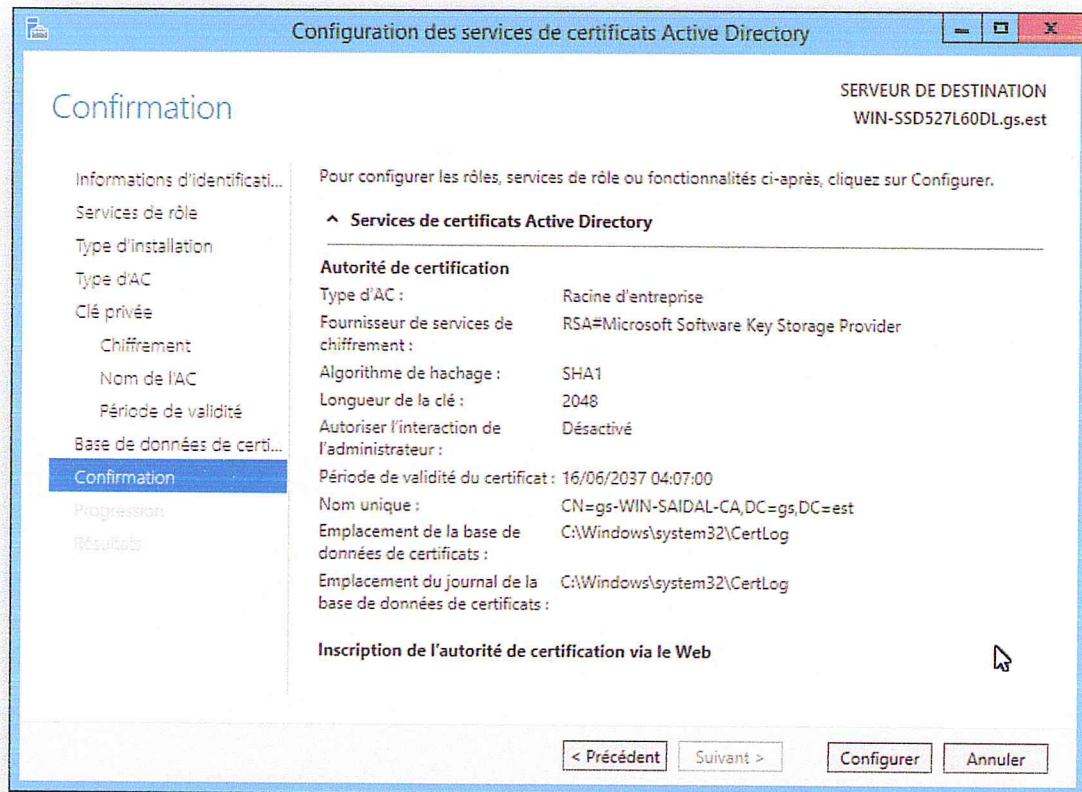 Configuration des services de certificats Active Directory
Confirmation
SERVEUR DE DESTINATION
WIN-SSD527L60DL.gs.est
Informations d'identificati...
Services de rôle
Type d'installation
Type d'AC
Clé privée
Chiffrement
Nom de l'AC
Période de validité
Base de données de certi...
Confirmation
Progression
Résultats
Pour configurer les rôles, services de rôle ou fonctionnalités ci-après, cliquez sur Configurer.
Services de certificats Active Directory
Autorité de certification
Type d'AC : Racine d'entreprise
Fournisseur de services de RSA#Microsoft Software Key Storage Provider
chiffrement :
Algorithme de hachage : SHA1
Longueur de la clé : 2048
Autoriser l'interaction de Désactivé
l'administrateur :
Période de validité du certificat : 16/06/2037 04:07:00
Nom unique : CN=gs-WIN-SAIDAL-CA,DC=gs,DC=est
Emplacement de la base de C:\Windows\system32\CertLog
données de certificats :
Emplacement du journal de la C:\Windows\system32\CertLog
base de données de certificats :
Inscription de l'autorité de certification via le Web
< Précédent Suivant > Configurer Annuler